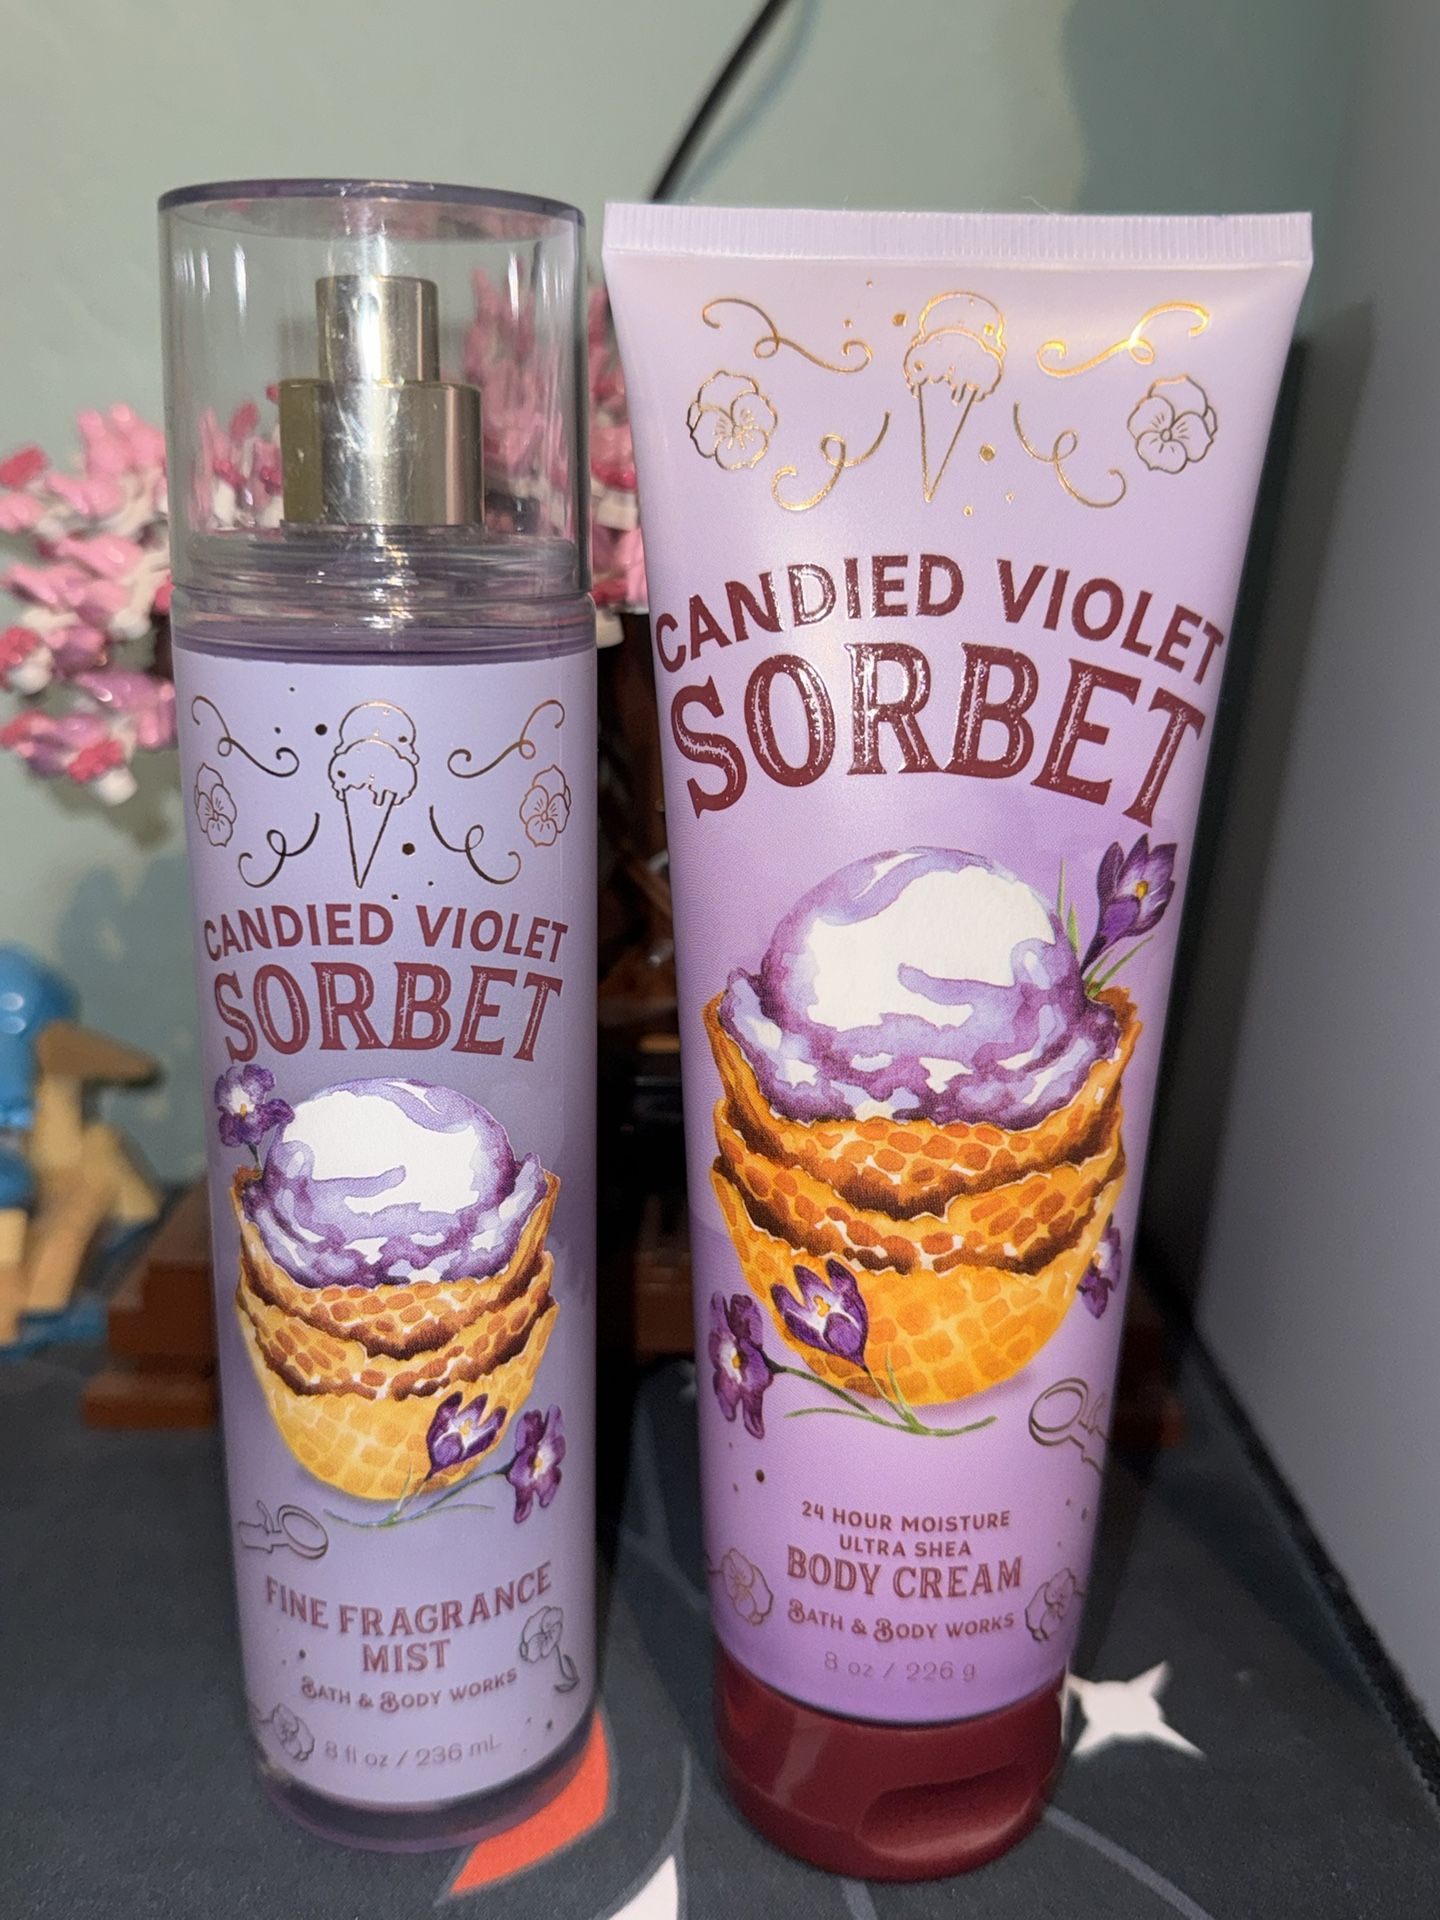 CANDIED VIOLET
SORBET
FINE FRAGRANCE
MIST
BATH & BODY WORKS
8 fl oz / 236 mL
CANDIED VIOLET
SORBET
24 HOUR MOISTURE
ULTRA SHEA
BODY CREAM
BATH & BODY WORKS
8 oz / 226 g